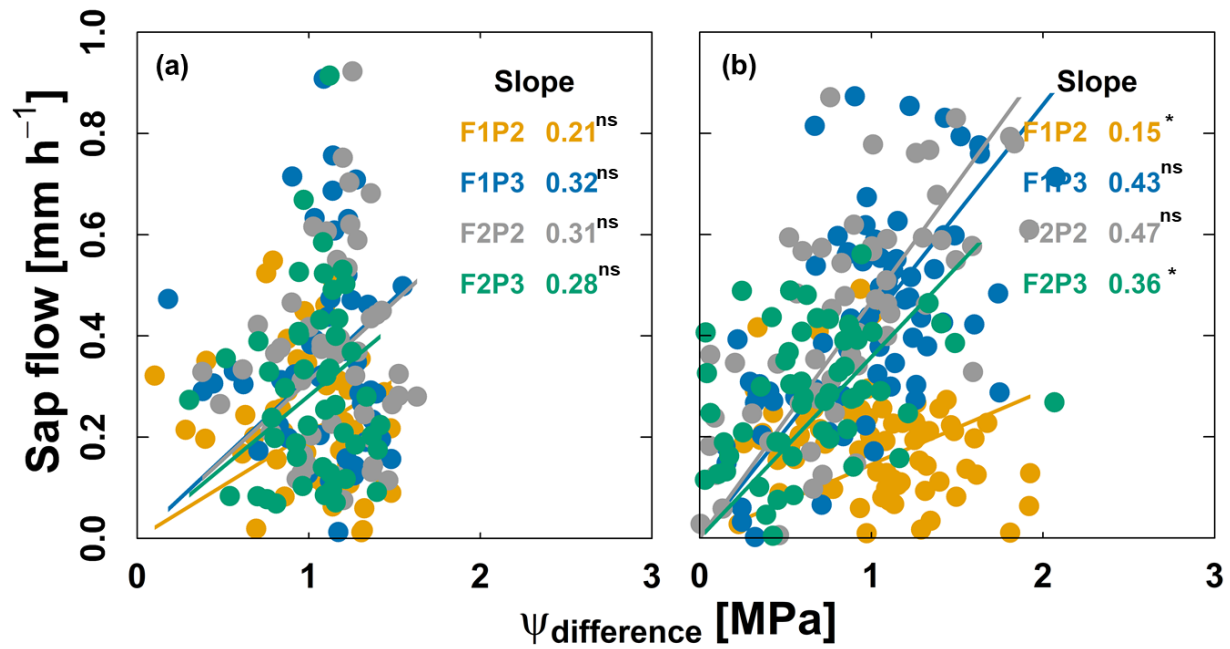 Sap flow [mm h⁻¹]
0.0 0.2 0.4 0.6 0.8 1.0
(a)
Slope
F1P2 0.21ns
F1P3 0.32ns
F2P2 0.31ns
F2P3 0.28ns
0 1 2 3
(b)
Slope
F1P2 0.15*
F1P3 0.43ns
F2P2 0.47ns
F2P3 0.36*
0 1 2 3
Ψdifference [MPa]